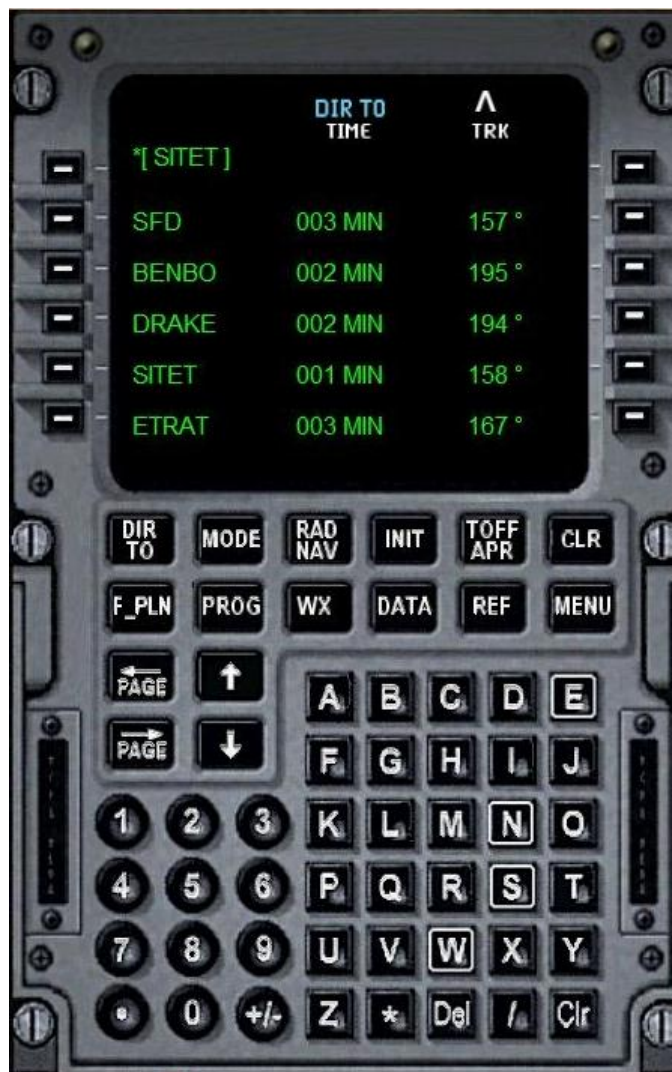 DIR TO Λ
TIME TRK
*[ SITET ]
SFD 003 MIN 157 °
BENBO 002 MIN 195 °
DRAKE 002 MIN 194 °
SITET 001 MIN 158 °
ETRAT 003 MIN 167 °
DIR TO MODE RAD NAV INIT TOFF APR CLR
F_PLN PROG WX DATA REF MENU
← PAGE ↑
→ PAGE ↓
A B C D E
F G H I J
1 2 3 K L M N O
4 5 6 P Q R S T
7 8 9 U V W X Y
• 0 +/- Z * Del / Clr